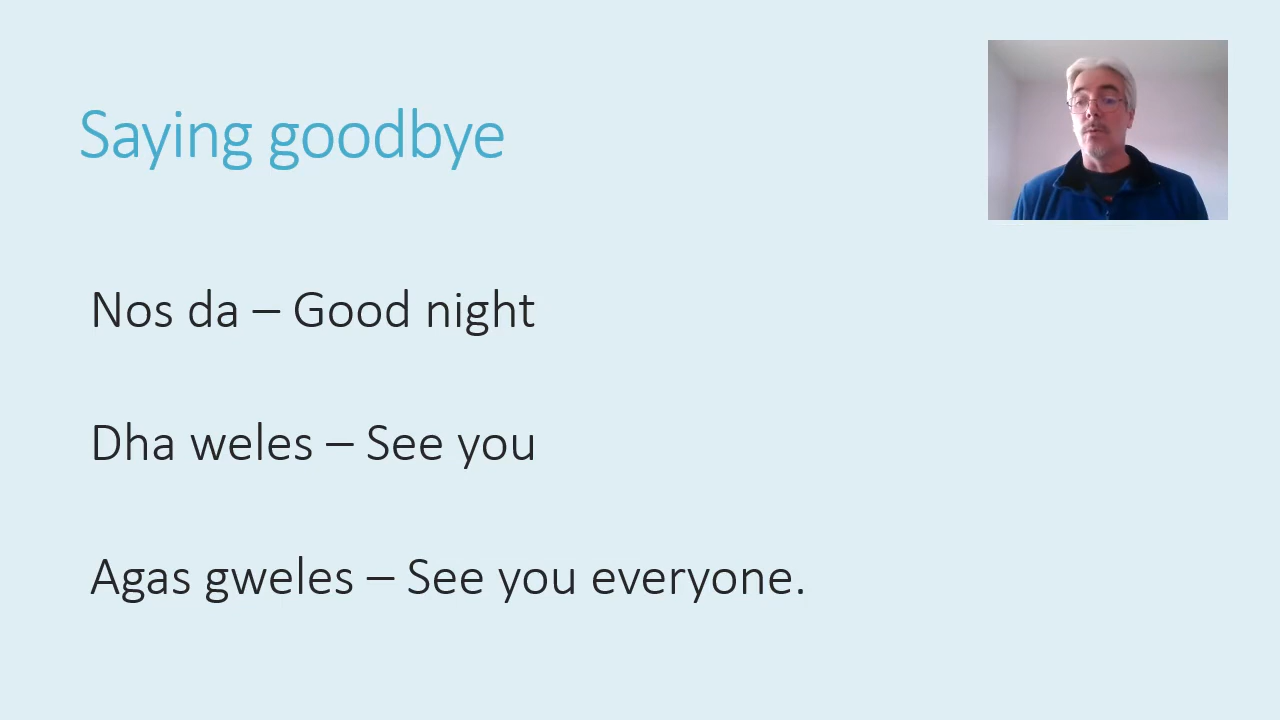 Saying goodbye
Nos da – Good night
Dha weles – See you
Agas gweles – See you everyone.